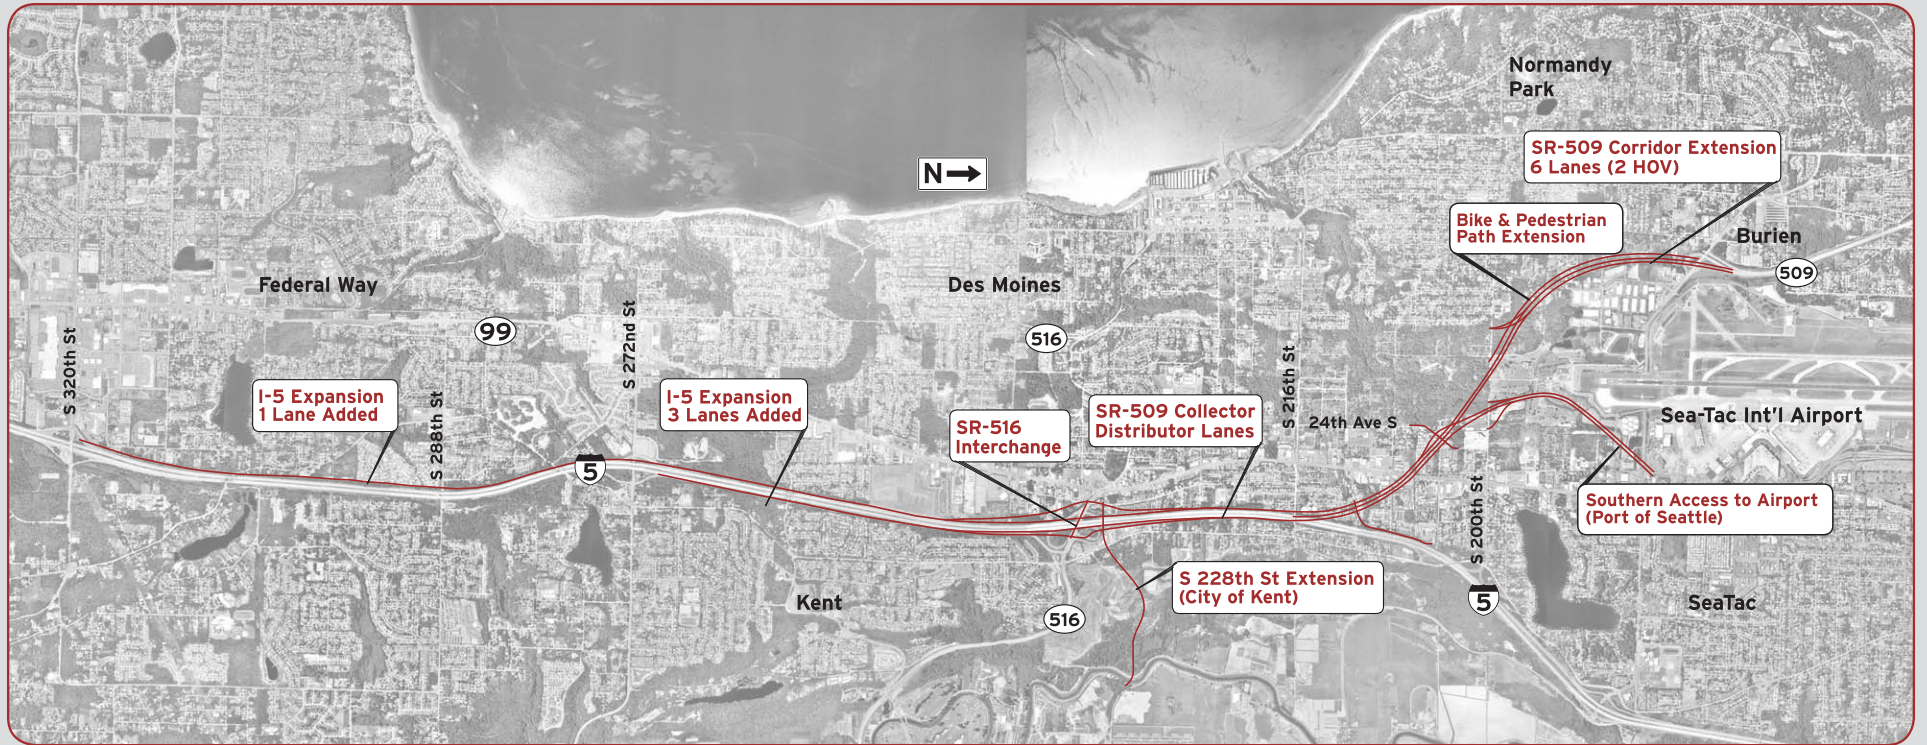 Normandy
Park
SR-509 Corridor Extension
6 Lanes (2 HOV)
N
Bike & Pedestrian
Path Extension
Burien
509
Federal Way
Des Moines
99
516
S 320th St
S 272nd St
S 216th St
I-5 Expansion
1 Lane Added
S 288th St
I-5 Expansion
3 Lanes Added
SR-516
Interchange
SR-509 Collector
Distributor Lanes
24th Ave S
Sea-Tac Int'l Airport
5
S 200th St
Southern Access to Airport
(Port of Seattle)
S 228th St Extension
(City of Kent)
Kent
516
5
SeaTac